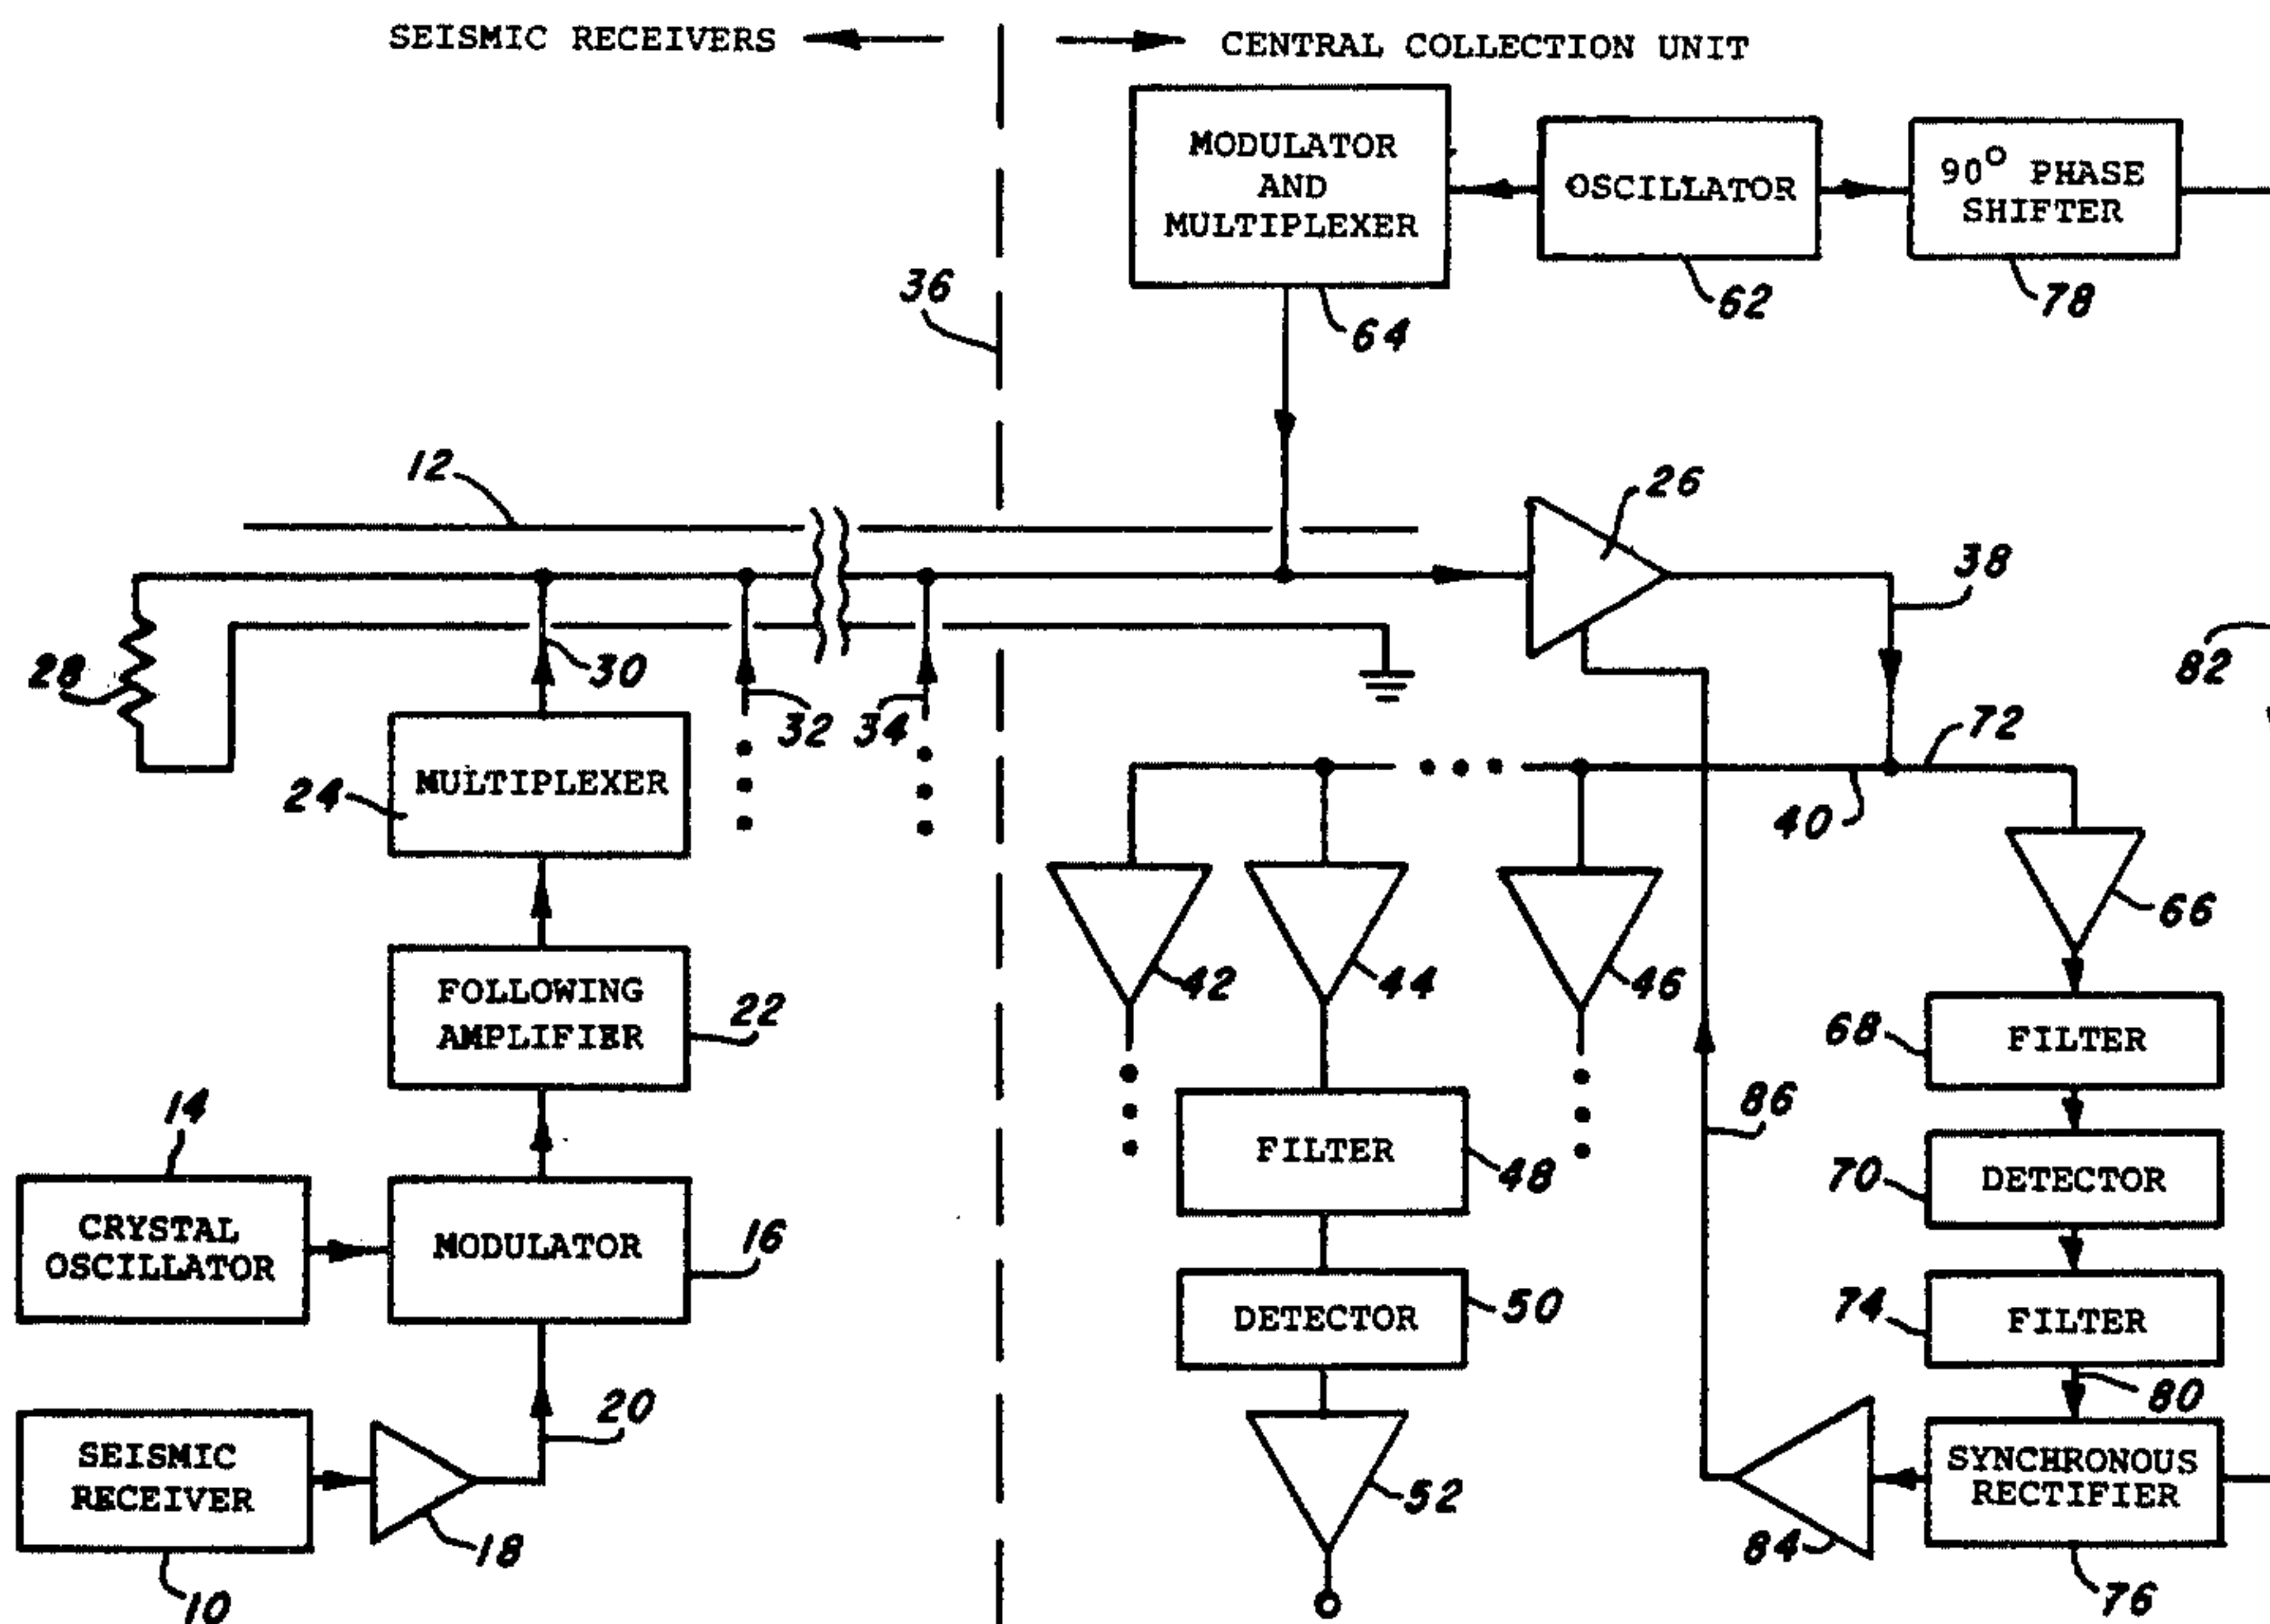 SEISMIC RECEIVERS
CENTRAL COLLECTION UNIT
MODULATOR
AND
MULTIPLEXER
64
OSCILLATOR
62
90° PHASE
SHIFTER
78
36
12
26
38
82
28
30
32
34
72
40
MULTIPLEXER
24
66
42
44
46
FOLLOWING
AMPLIFIER
22
68
FILTER
86
14
FILTER
48
70
DETECTOR
CRYSTAL
OSCILLATOR
MODULATOR
16
DETECTOR
50
74
FILTER
80
20
SEISMIC
RECEIVER
10
18
52
84
SYNCHRONOUS
RECTIFIER
76